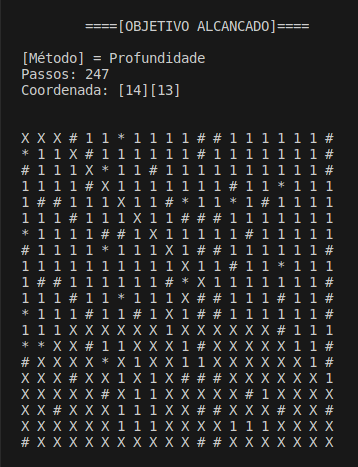 ====[OBJETIVO ALCANCADO]====
[Método] = Profundidade
Passos: 247
Coordenada: [14][13]
X X X # 1 1 * 1 1 1 1 # # 1 1 1 1 1 1 #
* 1 1 X # 1 1 1 1 1 1 # 1 1 1 1 1 1 1 #
# 1 1 1 X * 1 1 # 1 1 1 1 1 1 1 1 1 1 #
1 1 1 1 # X 1 1 1 1 1 1 1 # 1 1 * 1 1 1
1 # # 1 1 1 X 1 1 # * 1 1 * 1 # 1 1 1 1
1 1 1 # 1 1 1 X 1 1 # # # 1 1 1 1 1 1 1
* 1 1 1 1 # # 1 X 1 1 1 1 1 # 1 1 1 1 1
# 1 1 1 1 * 1 1 1 X 1 # # 1 1 1 1 1 1 #
1 1 1 1 1 1 1 1 1 1 X 1 1 # 1 1 * 1 1 1
1 # # 1 1 1 1 1 1 # * X 1 1 1 1 1 1 1 #
1 1 1 # 1 1 * 1 1 1 X # # 1 1 1 # 1 1 #
* 1 1 1 # 1 1 # 1 X 1 # 1 1 1 1 1 1 1 #
1 1 1 X X X X X X 1 X X X X X X # 1 1 1
* * X X # 1 1 X X X 1 # X X X X X X 1 1
# X X X X * X 1 X X 1 1 X X X X X X 1 #
X X X # X X 1 X 1 X # # # X X X X X X 1
X X X X X # X 1 1 X X X X X # 1 X X X X
X X # X X X 1 1 1 X X # # X X X # X X #
X X X X X X 1 1 1 X X X X 1 1 1 X X X X
# X X X X X X X X X X # # X X X X X X #